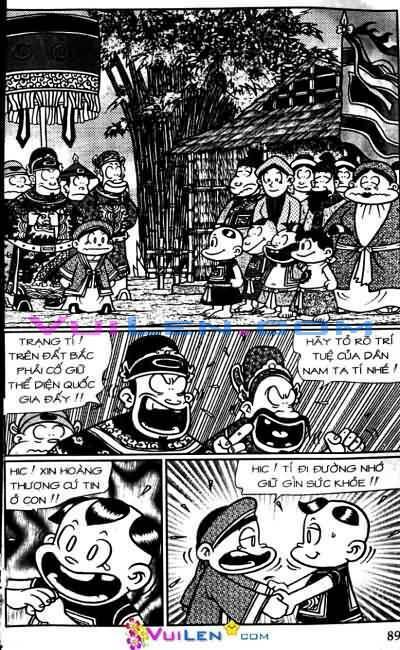 VuiLen.com
TRẠNG TÍ !
TRÊN ĐẤT BẮC
PHẢI CỐ GIỮ
THỂ DIỆN QUỐC
GIA ĐẤY !!
HÃY TỎ RÕ TRÍ
TUỆ CỦA DÂN
NAM TA TÍ NHÉ !
HIC ! XIN HOÀNG
THƯỢNG CỨ TIN
Ở CON !!
HIC ! TÍ ĐI ĐƯỜNG NHỚ
GIỮ GÌN SỨC KHỎE !!
89
VuiLen.com